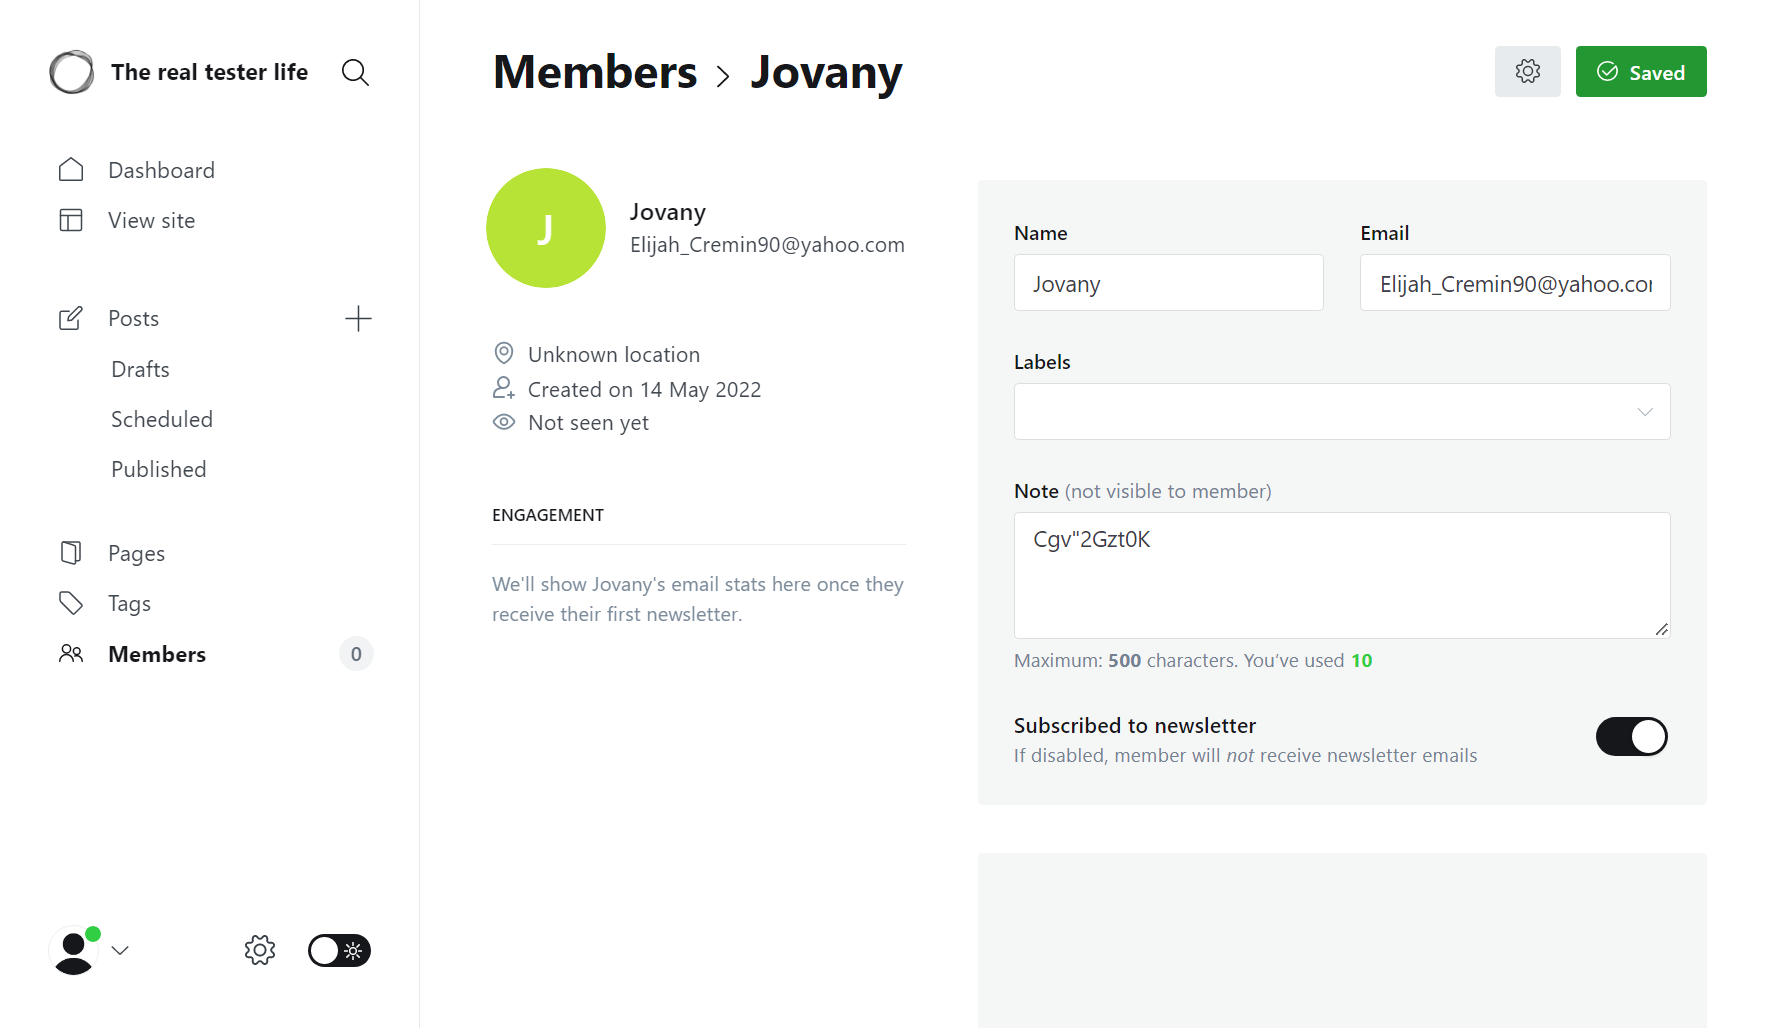 The real tester life
Dashboard
View site
Posts
Drafts
Scheduled
Published
Pages
Tags
Members 0
Members > Jovany
Saved
J
Jovany
Elijah_Cremin90@yahoo.com
Unknown location
Created on 14 May 2022
Not seen yet
ENGAGEMENT
We'll show Jovany's email stats here once they
receive their first newsletter.
Name Email
Jovany Elijah_Cremin90@yahoo.cor
Labels
Note (not visible to member)
Cgv"2Gzt0K
Maximum: 500 characters. You’ve used 10
Subscribed to newsletter
If disabled, member will not receive newsletter emails